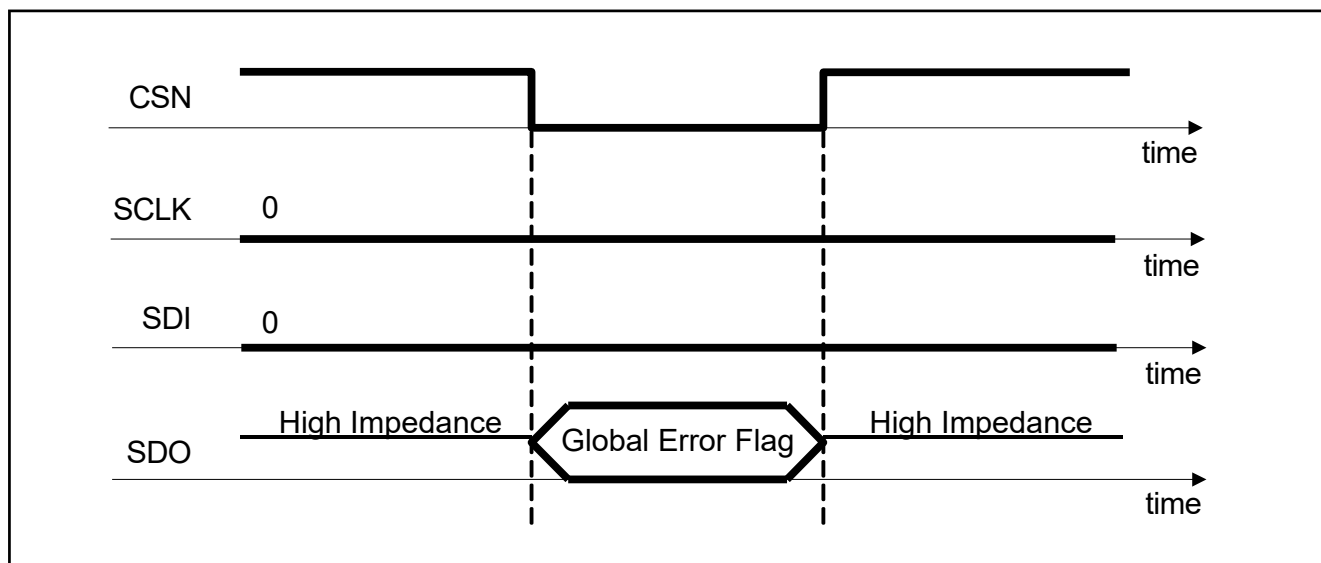 CSN
time
SCLK 0
time
SDI 0
time
High Impedance Global Error Flag High Impedance
SDO
time